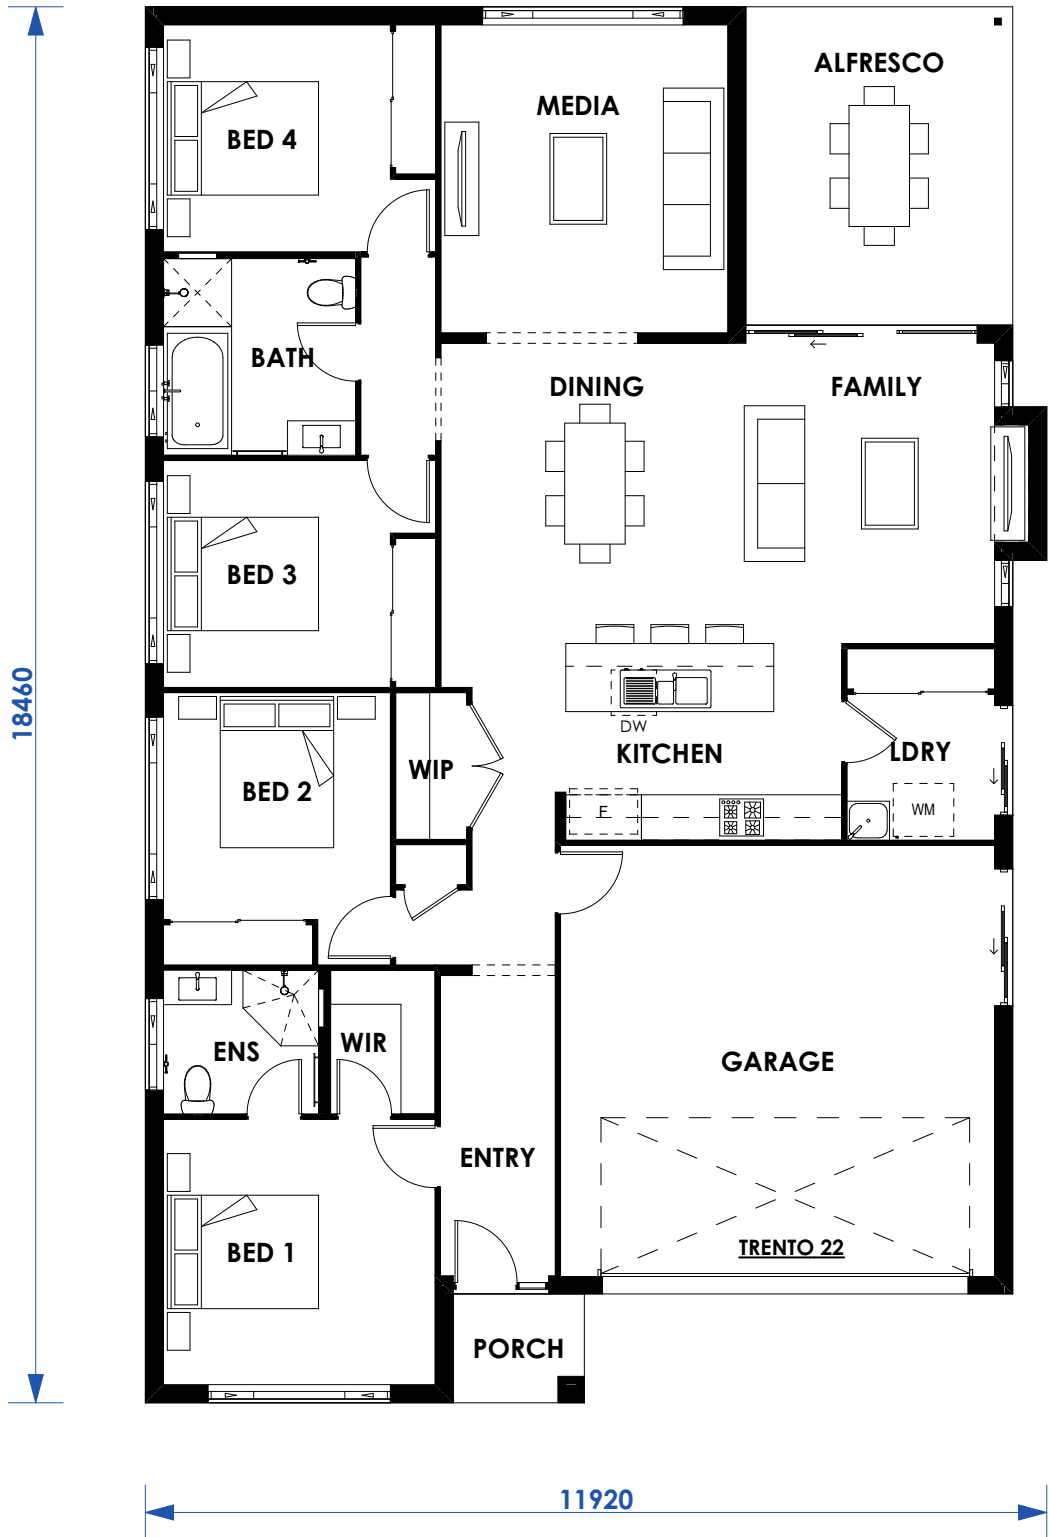 ALFRESCO
MEDIA
BED 4
BATH
DINING
FAMILY
BED 3
18460
DW
KITCHEN
LDRY
WIP
BED 2
F
WM
ENS
WIR
GARAGE
ENTRY
TRENTO 22
BED 1
PORCH
11920